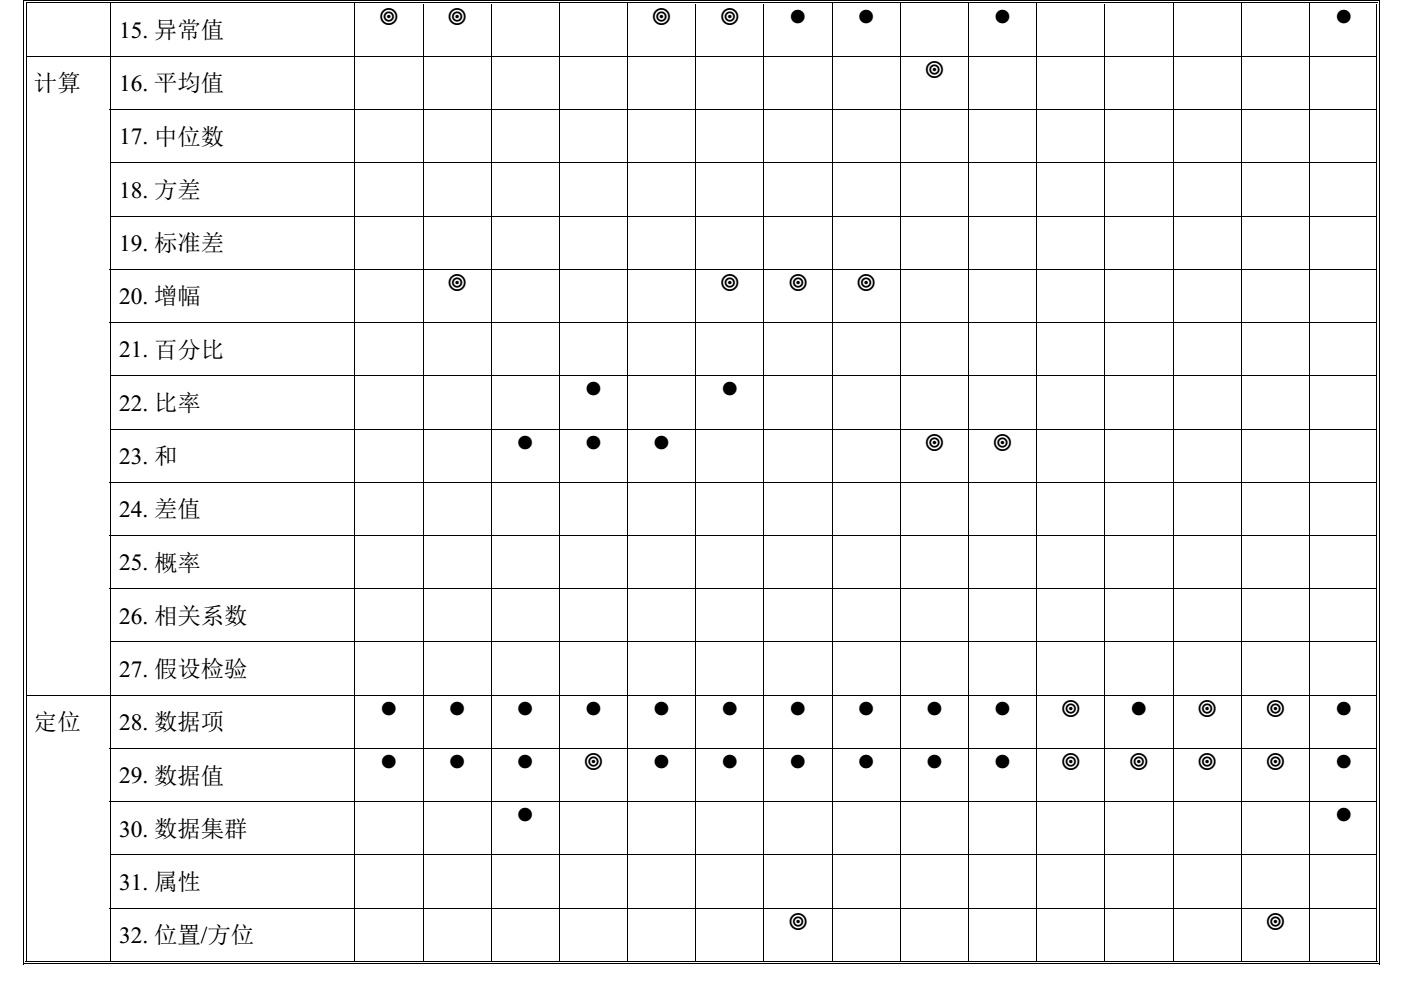 15. 异常值 ◎ ◎ ◎ ◎ ● ● ● ●
计算 16. 平均值 ◎
17. 中位数
18. 方差
19. 标准差
20. 增幅 ◎ ◎ ◎ ◎
21. 百分比
22. 比率 ● ●
23. 和 ● ● ● ◎ ◎
24. 差值
25. 概率
26. 相关系数
27. 假设检验
定位 28. 数据项 ● ● ● ● ● ● ● ● ● ● ◎ ● ◎ ◎ ●
29. 数据值 ● ● ● ◎ ● ● ● ● ● ● ◎ ◎ ◎ ◎ ●
30. 数据集群 ● ●
31. 属性
32. 位置/方位 ◎ ◎